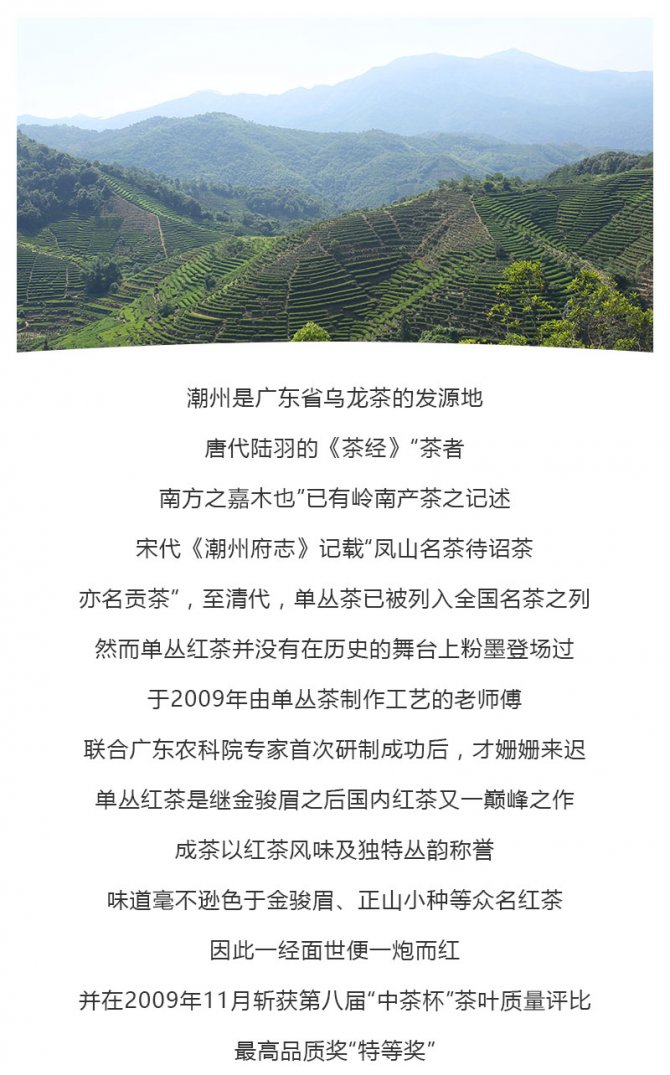 潮州是广东省乌龙茶的发源地
唐代陆羽的《茶经》“茶者
南方之嘉木也”已有岭南产茶之记述
宋代《潮州府志》记载“凤山名茶待诏茶
亦名贡茶”，至清代，单丛茶已被列入全国名茶之列
然而单丛红茶并没有在历史的舞台上粉墨登场过
于2009年由单丛茶制作工艺的老师傅
联合广东农科院专家首次研制成功后，才姗姗来迟
单丛红茶是继金骏眉之后国内红茶又一巅峰之作
成茶以红茶风味及独特丛韵称誉
味道毫不逊色于金骏眉、正山小种等众名红茶
因此一经面世便一炮而红
并在2009年11月斩获第八届“中茶杯”茶叶质量评比
最高品质奖“特等奖”